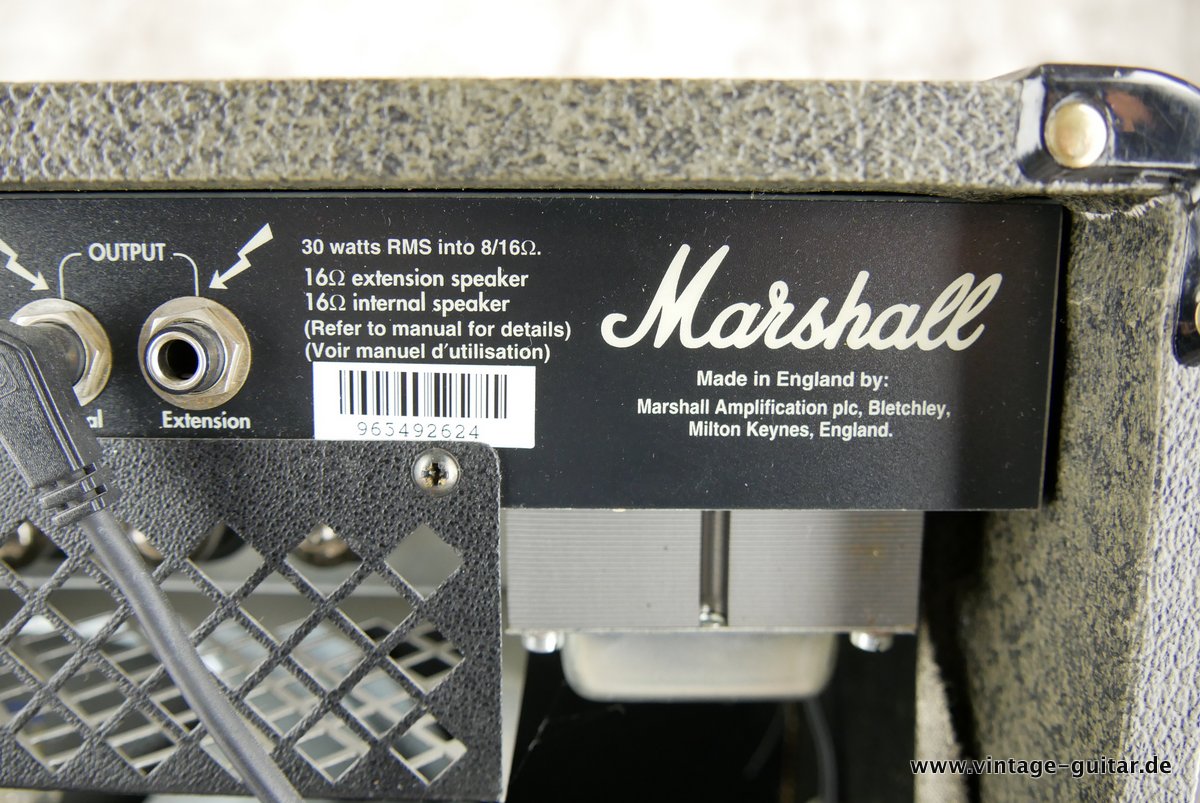 OUTPUT
al
Extension
30 watts RMS into 8/16Ω.
16Ω extension speaker
16Ω internal speaker
(Refer to manual for details)
(Voir manuel d'utilisation)
963492624
Marshall
Made in England by:
Marshall Amplification plc, Bletchley,
Milton Keynes, England.
www.vintage-guitar.de